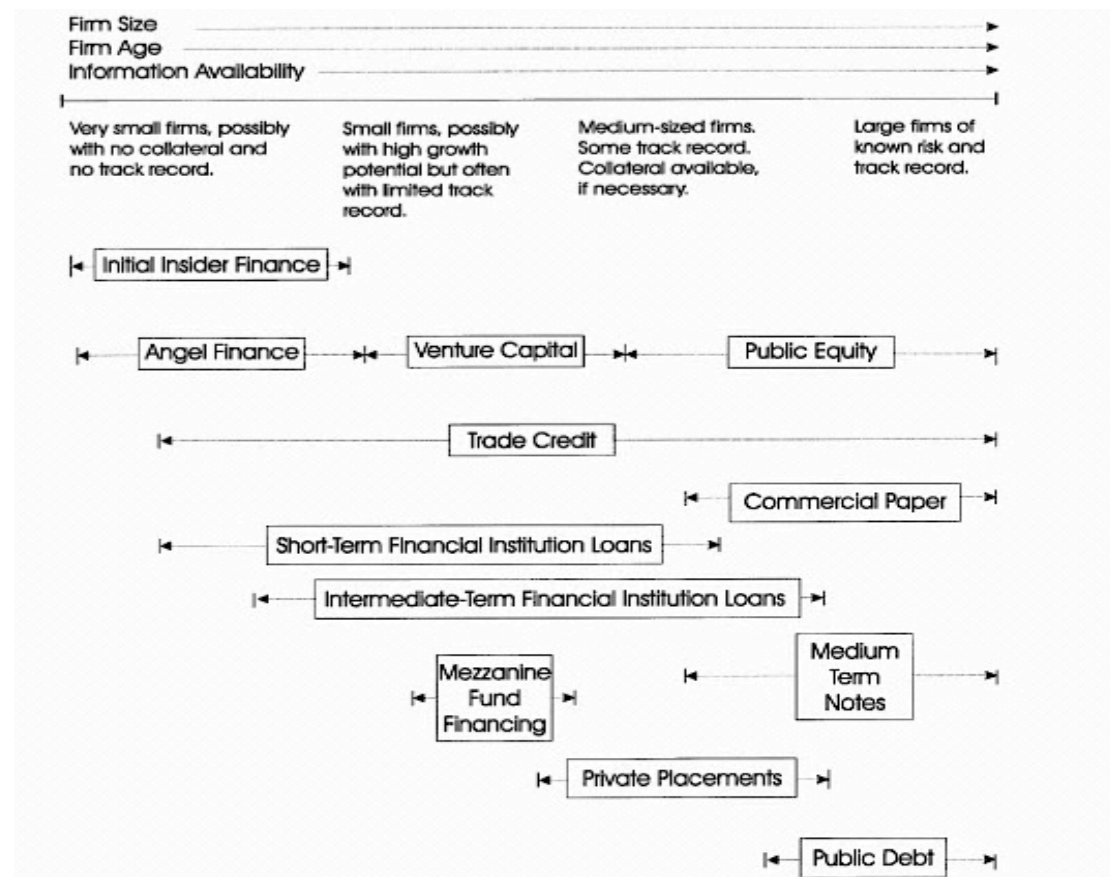 Firm Size
Firm Age
Information Availability
Very small firms, possibly
with no collateral and
no track record.
Small firms, possibly
with high growth
potential but often
with limited track
record.
Medium-sized firms.
Some track record.
Collateral available,
if necessary.
Large firms of
known risk and
track record.
Initial Insider Finance
Angel Finance
Venture Capital
Public Equity
Trade Credit
Commercial Paper
Short-Term Financial Institution Loans
Intermediate-Term Financial Institution Loans
Mezzanine
Fund
Financing
Medium
Term
Notes
Private Placements
Public Debt